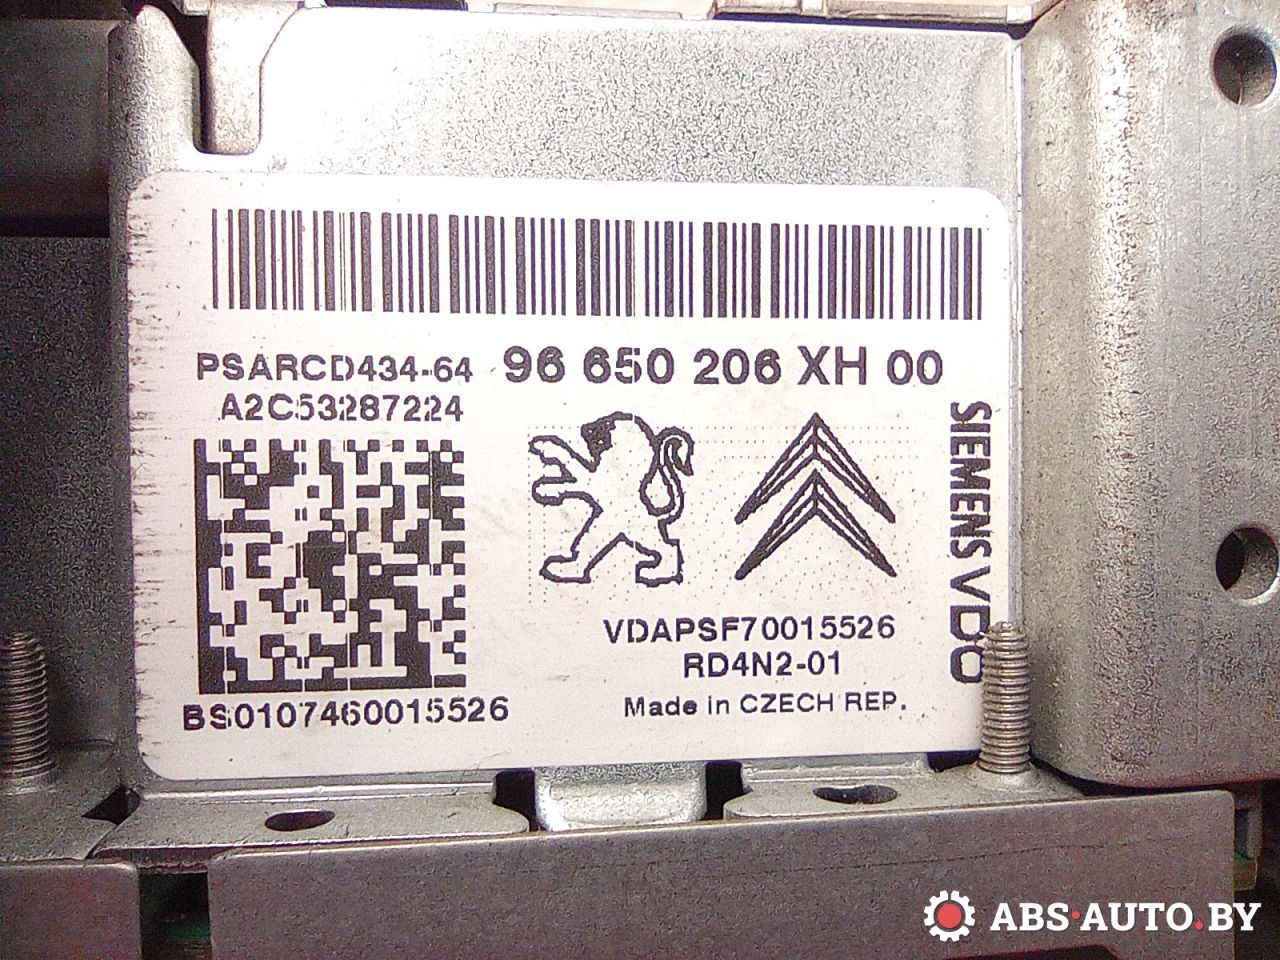 PSARCD434-64 96 650 206 XH 00
A2C53287224
SIEMENS VDO
VDAPSF70015526
RD4N2-01
BS0107460015526
Made in CZECH REP.
ABS·AUTO.BY